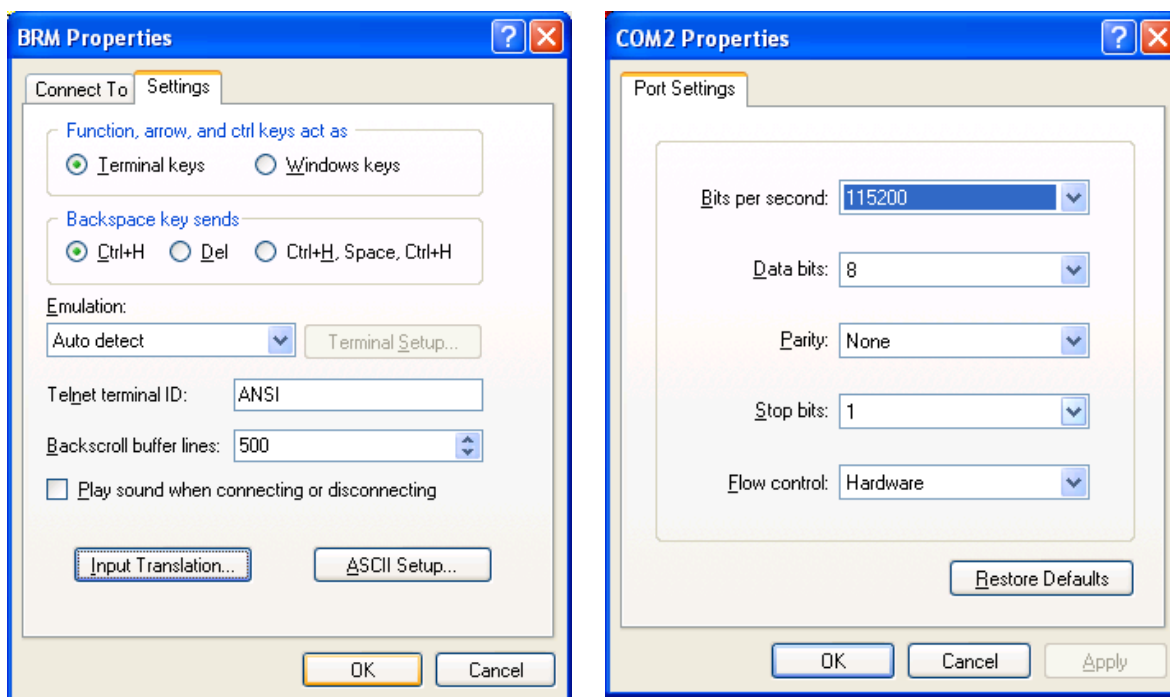 BRM Properties
Connect To
Settings
Function, arrow, and ctrl keys act as
Terminal keys
Windows keys
Backspace key sends
Ctrl+H
Del
Ctrl+H, Space, Ctrl+H
Emulation:
Auto detect
Terminal Setup...
Telnet terminal ID:
ANSI
Backscroll buffer lines:
500
Play sound when connecting or disconnecting
Input Translation...
ASCII Setup...
OK
Cancel
COM2 Properties
Port Settings
Bits per second:
115200
Data bits:
8
Parity:
None
Stop bits:
1
Flow control:
Hardware
Restore Defaults
OK
Cancel
Apply